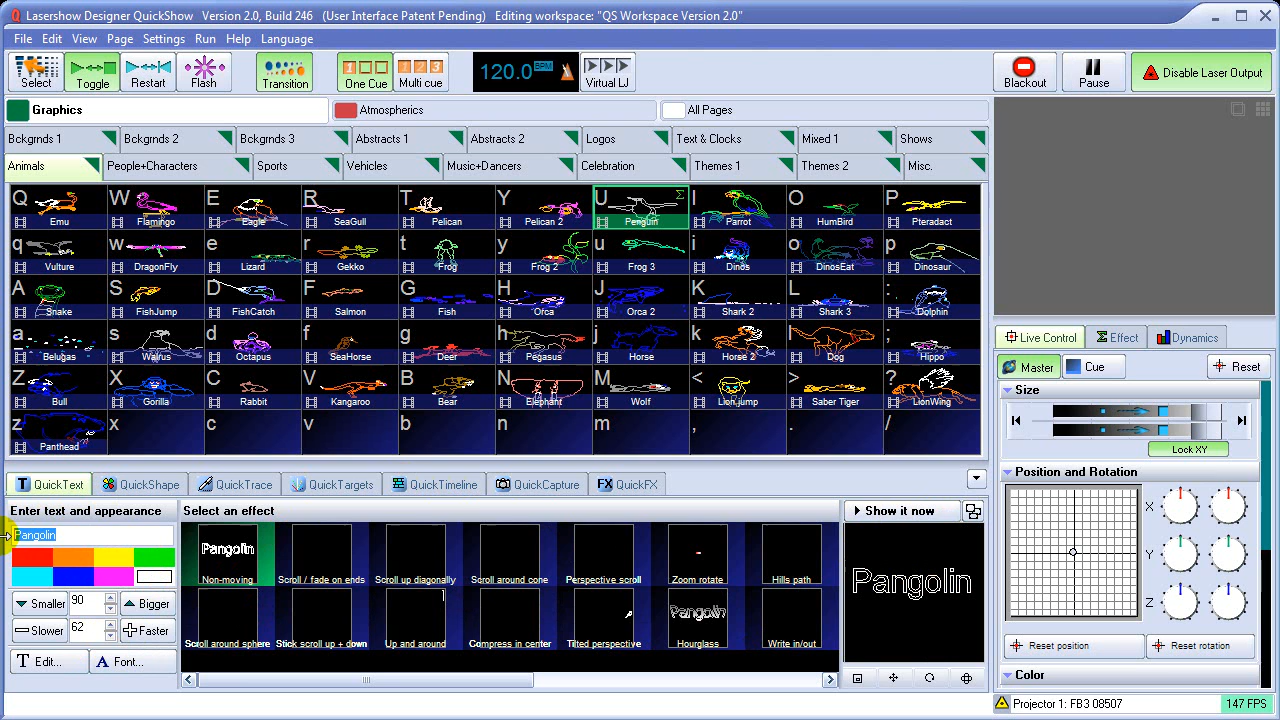 Lasershow Designer QuickShow   Version 2.0, Build 246   (User Interface Patent Pending)   Editing workspace: "QS Workspace Version 2.0"
File Edit View Page Settings Run Help Language
Select Toggle Restart Flash Transition One Cue Multi cue 120.0 BPM Virtual LJ Blackout Pause Disable Laser Output
Graphics Atmospherics All Pages
Bckgrnds 1 Bckgrnds 2 Bckgrnds 3 Abstracts 1 Abstracts 2 Logos Text & Clocks Mixed 1 Shows
Animals People+Characters Sports Vehicles Music+Dancers Celebration Themes 1 Themes 2 Misc.
Q W E R T Y U Σ I O P
Emu Flamingo Eagle SeaGull Pelican Pelican 2 Penguin Parrot HumBird Pteradact
q w e r t y u i o p
Vulture DragonFly Lizard Gekko Frog Frog 2 Frog 3 Dinos DinosEat Dinosaur
A S D F G H J K L :
Snake FishJump FishCatch Salmon Fish Orca Orca 2 Shark 2 Shark 3 Dolphin
a s d f g h j k l ;
Belugas Walrus Octapus SeaHorse Deer Pegasus Horse Horse 2 Dog Hippo
Z X C V B N M < > ?
Bull Gorilla Rabbit Kangaroo Bear Elephant Wolf LionJump Saber Tiger LionWing
z x c v b n m , . /
Panthead
Live Control Σ Effect Dynamics
Master Cue Reset
Size
Lock XY
Position and Rotation
X
Y
Z
Reset position Reset rotation
Color
QuickText QuickShape QuickTrace QuickTargets QuickTimeline QuickCapture FX QuickFX
Enter text and appearance Select an effect Show it now
Pangolin
Smaller 90 Bigger
Slower 62 Faster
T Edit... A Font...
Pangolin
Non-moving Scroll / fade on ends Scroll up diagonally Scroll around cone Perspective scroll Zoom rotate Hills path
Pangolin
Scroll around sphere Stick scroll up + down Up and around Compress in center Tilted perspective Hourglass Write in/out
Pangolin
Projector 1: FB3 08507 147 FPS